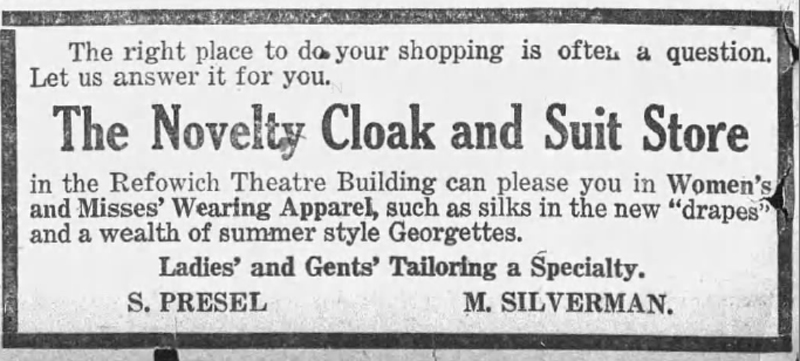 The right place to do your shopping is often a question.
Let us answer it for you.
The Novelty Cloak and Suit Store
in the Refowich Theatre Building can please you in Women's
and Misses' Wearing Apparel, such as silks in the new "drapes"
and a wealth of summer style Georgettes.
Ladies' and Gents' Tailoring a Specialty.
S. PRESEL M. SILVERMAN.